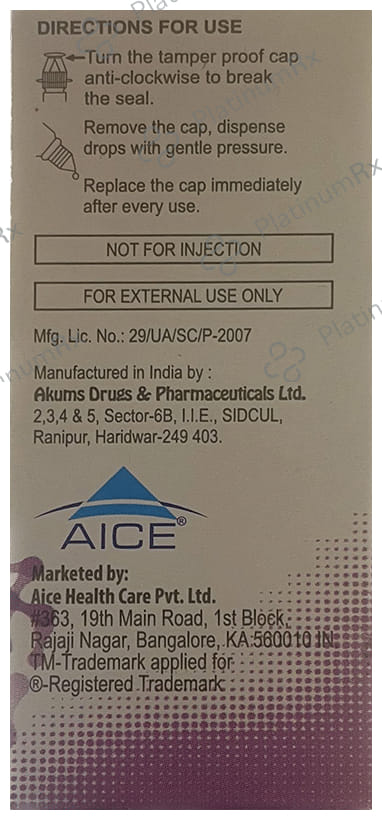 DIRECTIONS FOR USE
Turn the tamper proof cap
anti-clockwise to break
the seal.
Remove the cap, dispense
drops with gentle pressure.
Replace the cap immediately
after every use.
NOT FOR INJECTION
FOR EXTERNAL USE ONLY
Mfg. Lic. No.: 29/UA/SC/P-2007
Manufactured in India by :
Akums Drugs & Pharmaceuticals Ltd.
2,3,4 & 5, Sector-6B, I.I.E., SIDCUL,
Ranipur, Haridwar-249 403.
AICE®
Marketed by:
Aice Health Care Pvt. Ltd.
#363, 19th Main Road, 1st Block,
Rajaji Nagar, Bangalore, KA 560010 IN
TM-Trademark applied for
®-Registered Trademark
PlatinumRx